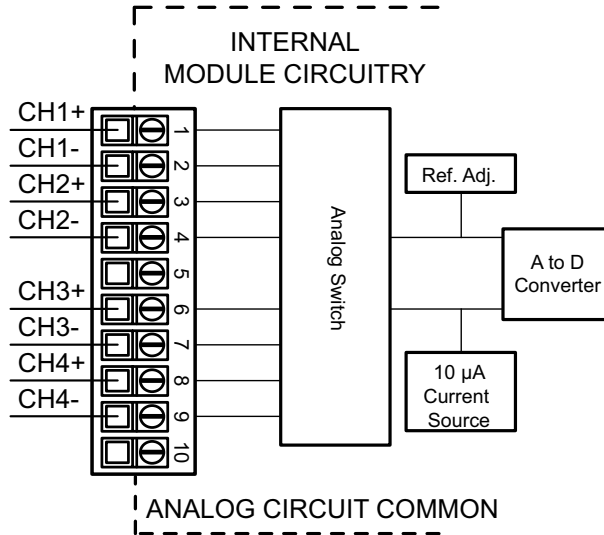 INTERNAL
MODULE CIRCUITRY
CH1+
CH1-
CH2+
CH2-
CH3+
CH3-
CH4+
CH4-
1
2
3
4
5
6
7
8
9
10
Analog Switch
Ref. Adj.
A to D
Converter
10 µA
Current
Source
ANALOG CIRCUIT COMMON